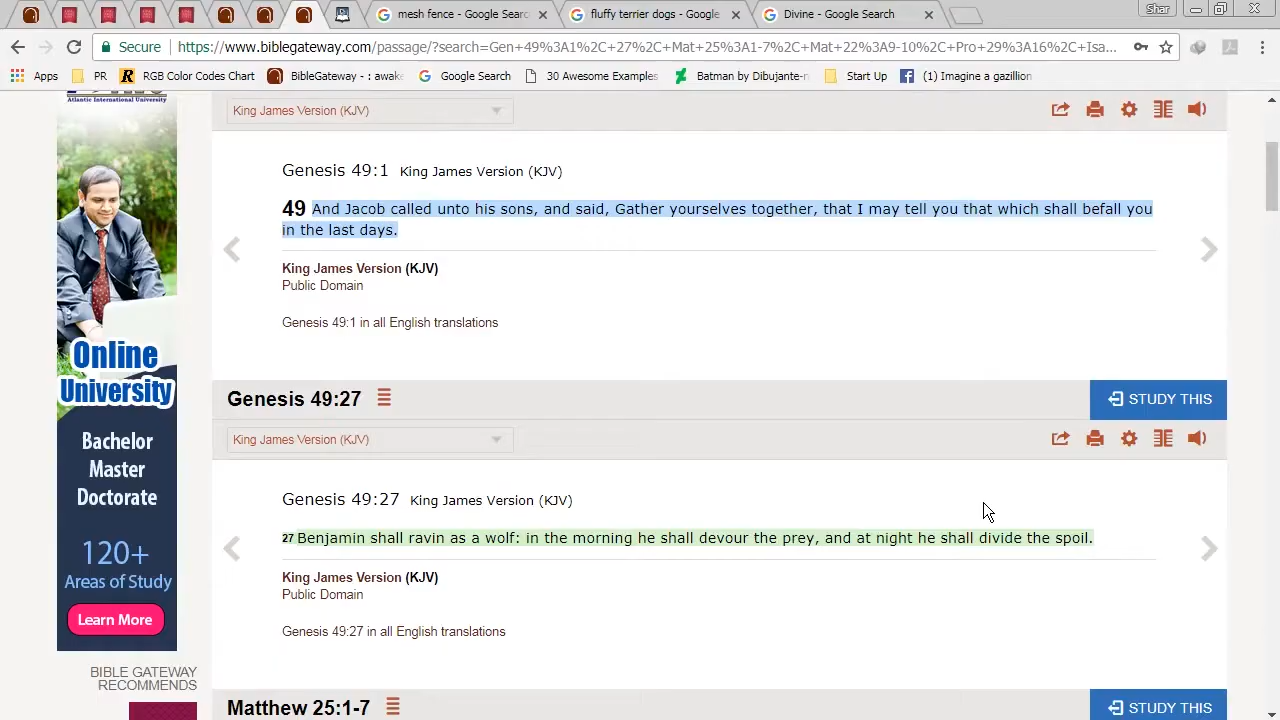 mesh fence - Google Searc
fluffy terrier dogs - Google
Divine - Google Search
Shar
Secure
https://www.biblegateway.com/passage/?search=Gen+49%3A1%2C+27%2C+Mat+25%3A1-7%2C+Mat+22%3A9-10%2C+Pro+29%3A16%2C+Isa...
Apps
PR
RGB Color Codes Chart
BibleGateway - : awake
Google Search
30 Awesome Examples
Random by Dibujante-n
Start Up
(1) Imagine a gazillion
Atlantic International University
King James Version (KJV)
Genesis 49:1 King James Version (KJV)
49 And Jacob called unto his sons, and said, Gather yourselves together, that I may tell you that which shall befall you
in the last days.
King James Version (KJV)
Public Domain
Genesis 49:1 in all English translations
Online
University
Bachelor
Master
Doctorate
120+
Areas of Study
Learn More
Genesis 49:27
STUDY THIS
King James Version (KJV)
Genesis 49:27 King James Version (KJV)
27 Benjamin shall ravin as a wolf: in the morning he shall devour the prey, and at night he shall divide the spoil.
King James Version (KJV)
Public Domain
Genesis 49:27 in all English translations
BIBLE GATEWAY
RECOMMENDS
Matthew 25:1-7
STUDY THIS